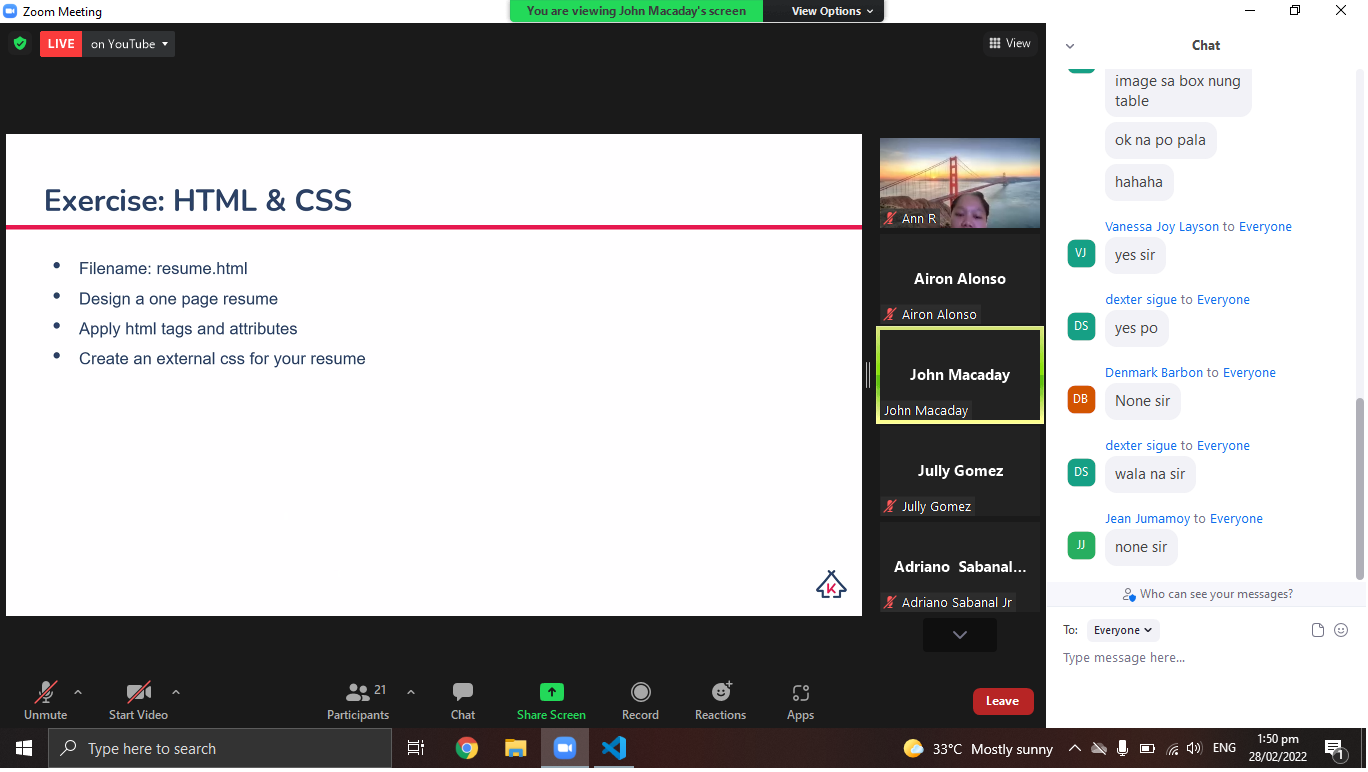 Zoom Meeting
You are viewing John Macaday's screen
View Options
LIVE
on YouTube
View
Exercise: HTML & CSS
• Filename: resume.html
• Design a one page resume
• Apply html tags and attributes
• Create an external css for your resume
K
Ann R
Airon Alonso
Airon Alonso
John Macaday
John Macaday
Jully Gomez
Jully Gomez
Adriano Sabanal...
Adriano Sabanal Jr
Chat
image sa box nung
table
ok na po pala
hahaha
Vanessa Joy Layson to Everyone
VJ
yes sir
dexter sigue to Everyone
DS
yes po
Denmark Barbon to Everyone
DB
None sir
dexter sigue to Everyone
DS
wala na sir
Jean Jumamoy to Everyone
JJ
none sir
Who can see your messages?
To:
Everyone
Type message here...
Unmute
Start Video
21
Participants
Chat
Share Screen
Record
Reactions
Apps
Leave
Type here to search
33°C Mostly sunny
ENG
1:50 pm
28/02/2022
1